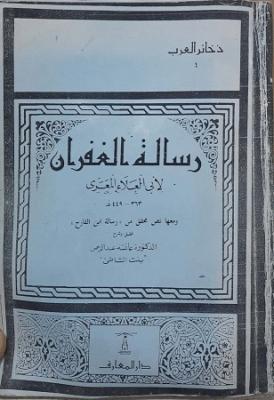 ذخائر العرب
٤
رسالة الغفران
لأبي العلاء المعري
٣٦٣ - ٤٤٩ هـ
ومعها نص محقق من « رسالة ابن القارح »
تحقيق وشرح
الدكتورة عائشة عبد الرحمن
"بنت الشاطئ"
دار المعارف